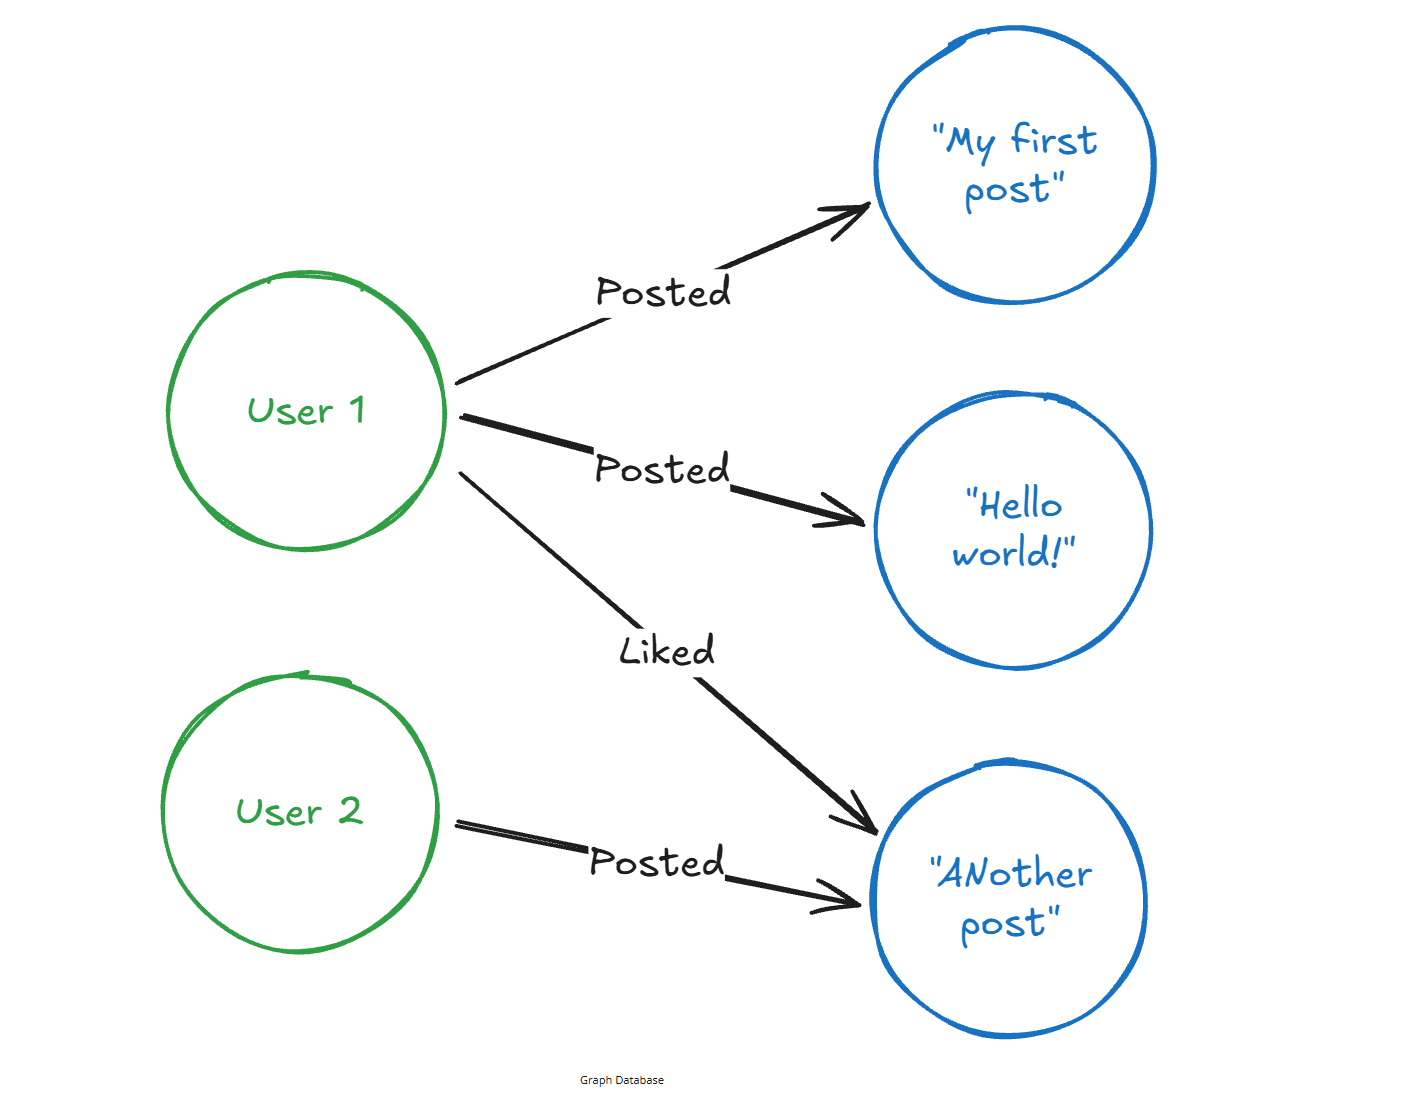 "My first
post"
Posted
User 1
Posted
"Hello
world!"
Liked
User 2
Posted
"ANother
post"
Graph Database